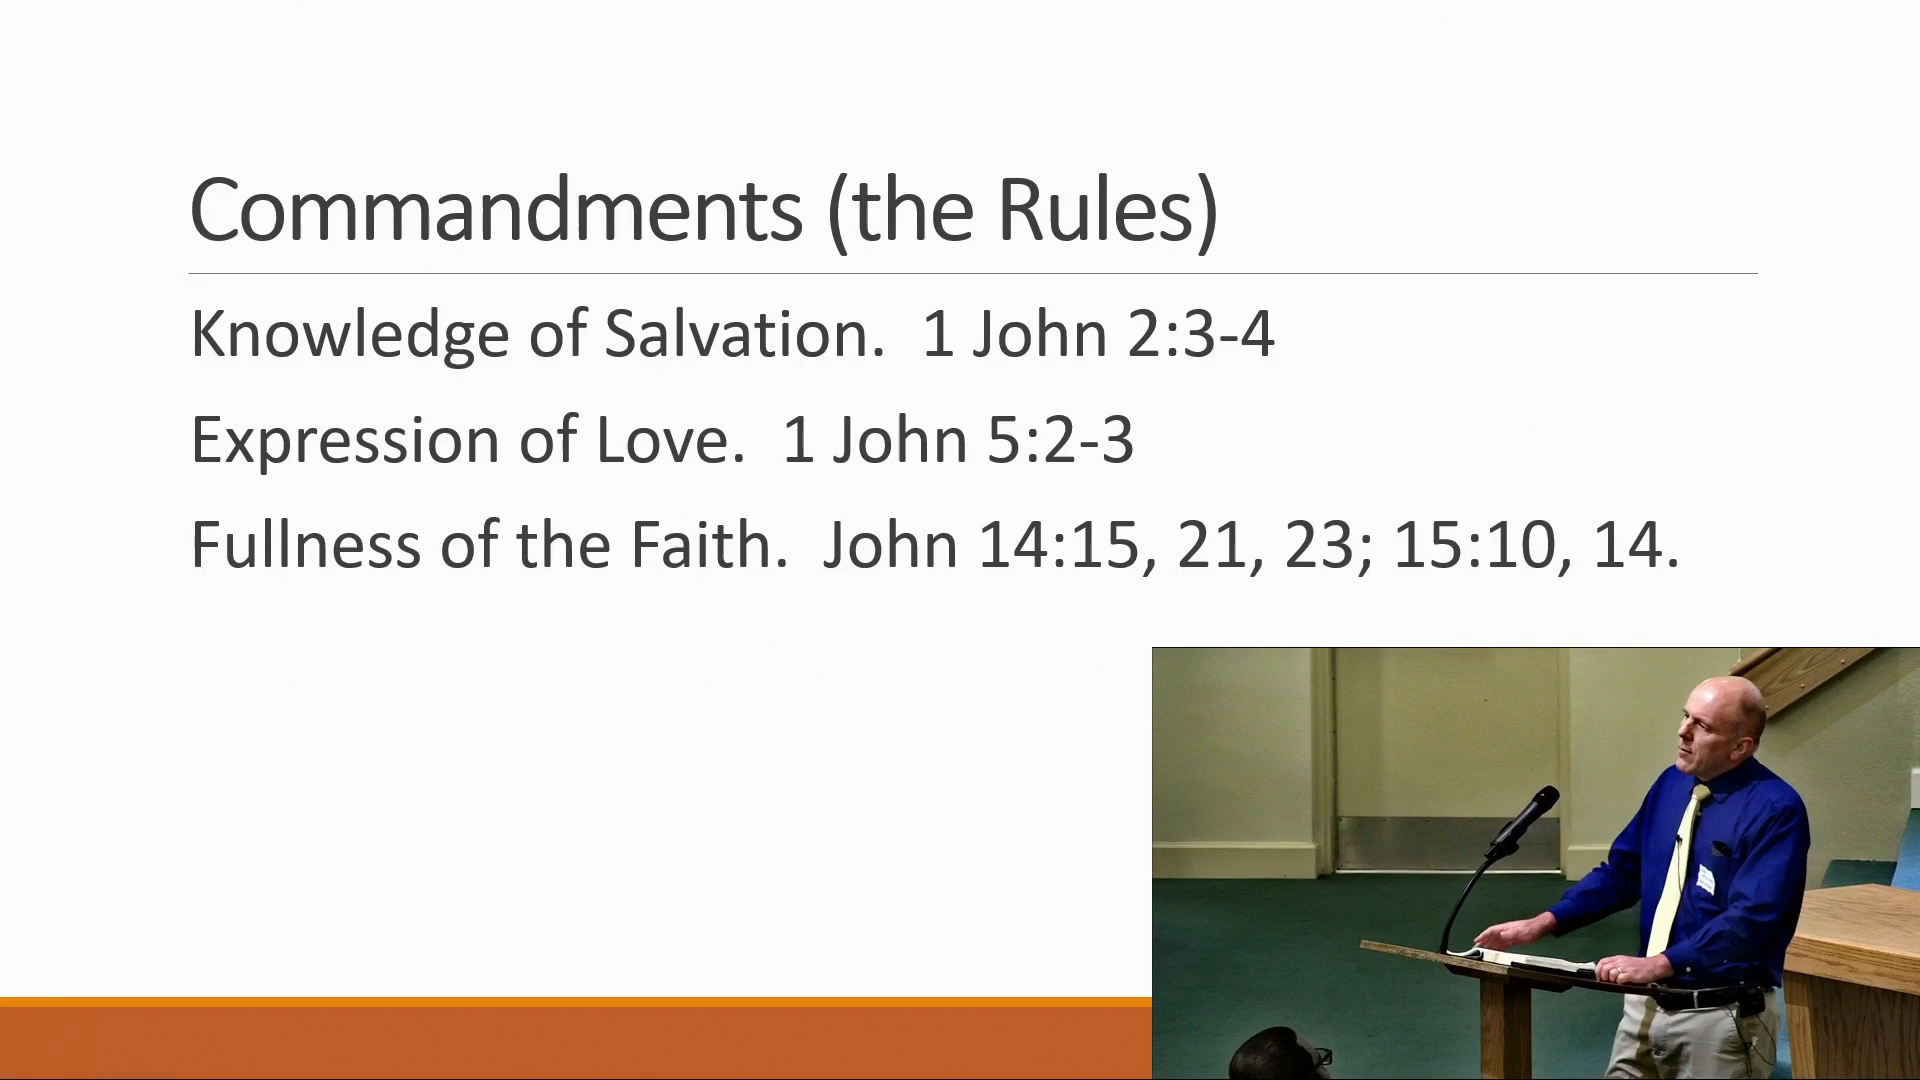 Commandments (the Rules)
Knowledge of Salvation.  1 John 2:3-4
Expression of Love.  1 John 5:2-3
Fullness of the Faith.  John 14:15, 21, 23; 15:10, 14.